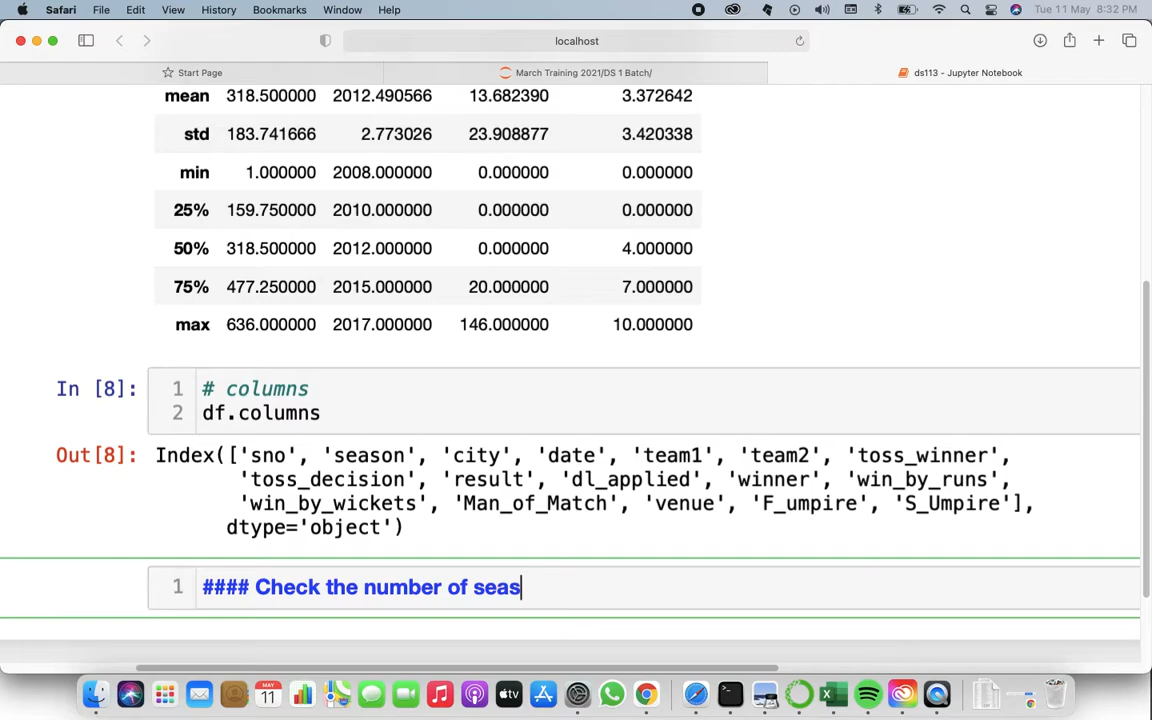 Safari File Edit View History Bookmarks Window Help Tue 11 May 8:32 PM
localhost
Start Page March Training 2021/DS 1 Batch/ ds113 - Jupyter Notebook
mean 318.500000 2012.490566 13.682390 3.372642
std 183.741666 2.773026 23.908877 3.420338
min 1.000000 2008.000000 0.000000 0.000000
25% 159.750000 2010.000000 0.000000 0.000000
50% 318.500000 2012.000000 0.000000 4.000000
75% 477.250000 2015.000000 20.000000 7.000000
max 636.000000 2017.000000 146.000000 10.000000
In [8]: 1 # columns
2 df.columns
Out[8]: Index(['sno', 'season', 'city', 'date', 'team1', 'team2', 'toss_winner',
'toss_decision', 'result', 'dl_applied', 'winner', 'win_by_runs',
'win_by_wickets', 'Man_of_Match', 'venue', 'F_umpire', 'S_Umpire'],
dtype='object')
1 #### Check the number of seas
MAY
11
tv